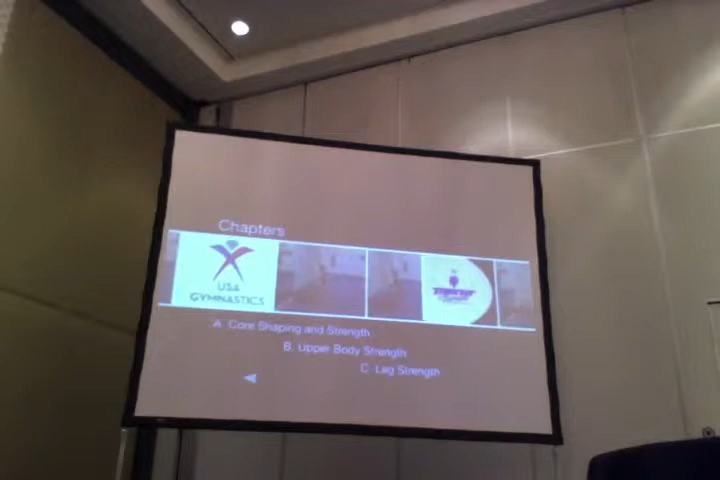 Chapters
USA
GYMNASTICS
A. Core Shaping and Strength
B. Upper Body Strength
C. Leg Strength